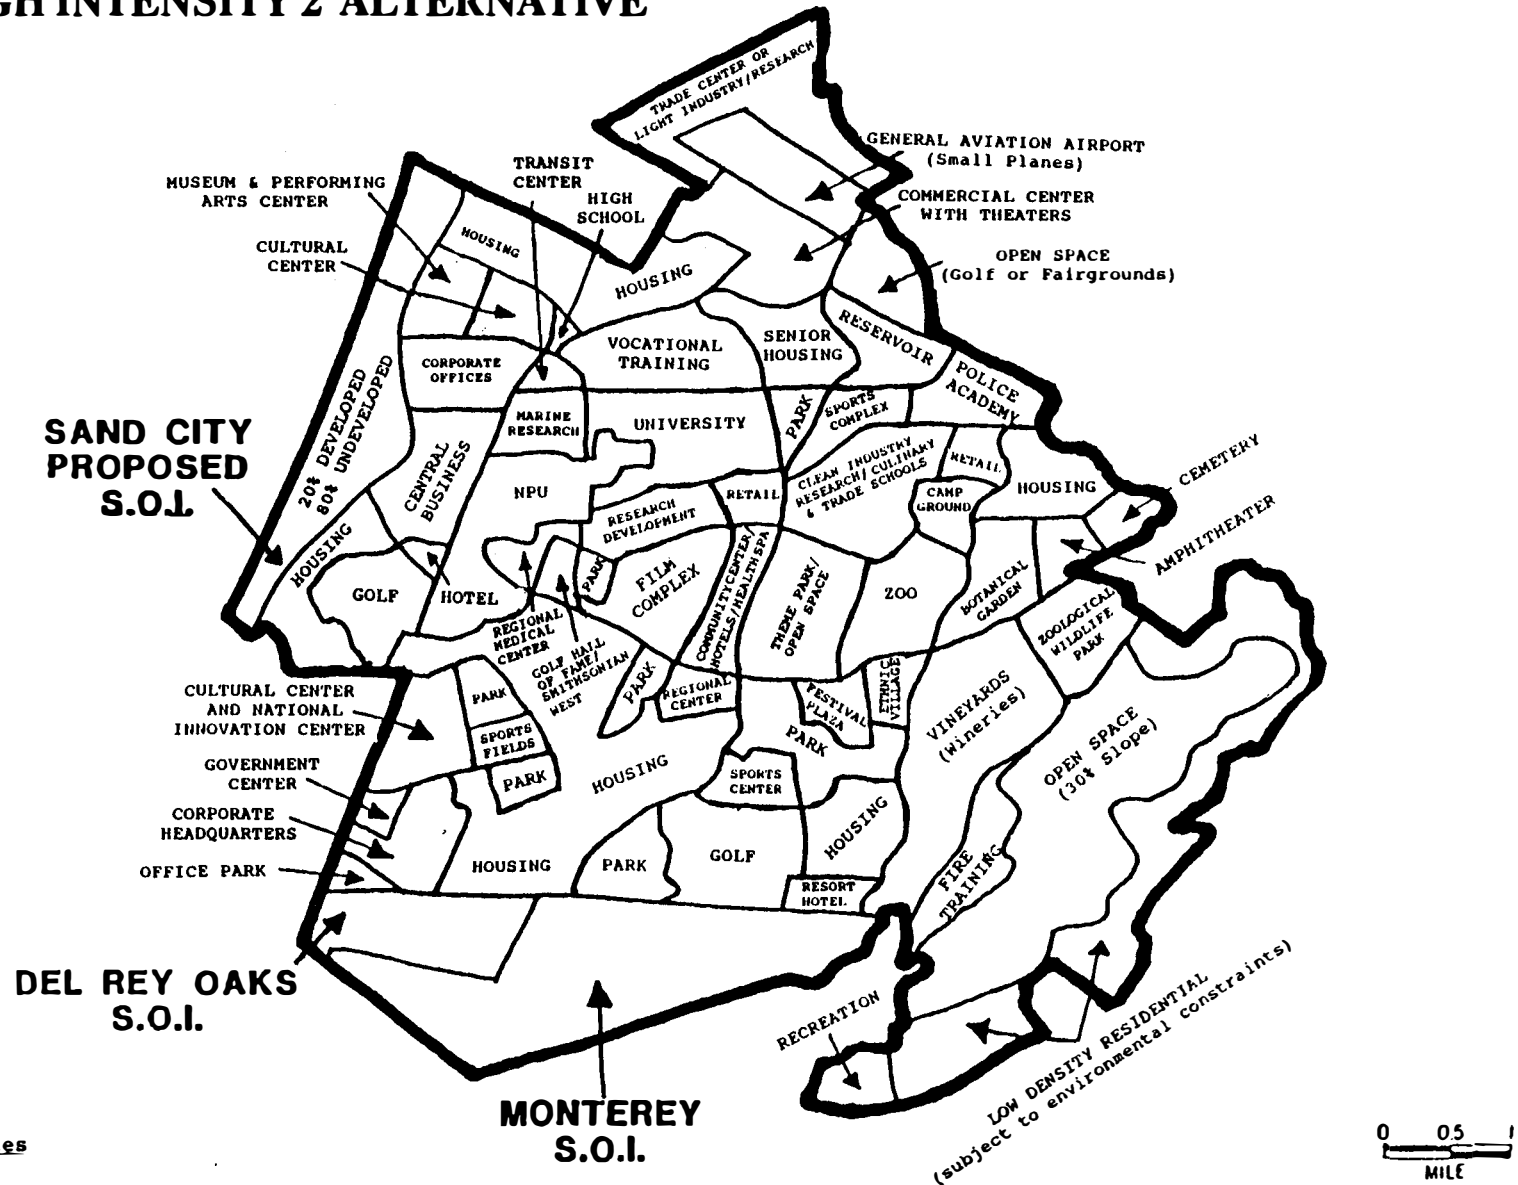 GH INTENSITY 2 ALTERNATIVE
TRADE CENTER OR
LIGHT INDUSTRY/RESEARCH
GENERAL AVIATION AIRPORT
(Small Planes)
TRANSIT
CENTER
MUSEUM & PERFORMING
ARTS CENTER
HIGH
SCHOOL
COMMERCIAL CENTER
WITH THEATERS
CULTURAL
CENTER
HOUSING
OPEN SPACE
(Golf or Fairgrounds)
HOUSING
RESERVOIR
VOCATIONAL
TRAINING
SENIOR
HOUSING
CORPORATE
OFFICES
POLICE
ACADEMY
20% DEVELOPED
80% UNDEVELOPED
MARINE
RESEARCH
UNIVERSITY
PARK
SPORTS
COMPLEX
SAND CITY
PROPOSED
S.O.I.
CENTRAL
BUSINESS
CLEAN INDUSTRY
RESEARCH/CULINARY
& TRADE SCHOOLS
RETAIL
CEMETERY
NPU
RETAIL
CAMP
GROUND
HOUSING
RESEARCH
DEVELOPMENT
AMPHITHEATER
HOUSING
PARK
FILM
COMPLEX
COMMUNITY CENTER/
HOTELS/HEALTH SPA
THEME PARK/
OPEN SPACE
ZOO
BOTANICAL
GARDEN
GOLF
HOTEL
ZOOLOGICAL
WILDLIFE
PARK
REGIONAL
MEDICAL
CENTER
GOLF HALL
OF FAME/
SMITHSONIAN
WEST
PARK
REGIONAL
CENTER
ETHNIC
VILLAGE
CULTURAL CENTER
AND NATIONAL
INNOVATION CENTER
PARK
FESTIVAL
PLAZA
VINEYARDS
(Wineries)
SPORTS
FIELDS
PARK
OPEN SPACE
(30% Slope)
GOVERNMENT
CENTER
PARK
HOUSING
SPORTS
CENTER
CORPORATE
HEADQUARTERS
HOUSING
OFFICE PARK
HOUSING
PARK
GOLF
FIRE
TRAINING
RESORT
HOTEL
DEL REY OAKS
S.O.I.
RECREATION
LOW DENSITY RESIDENTIAL
(subject to environmental constraints)
MONTEREY
S.O.I.
es
0 0.5 1
MILE